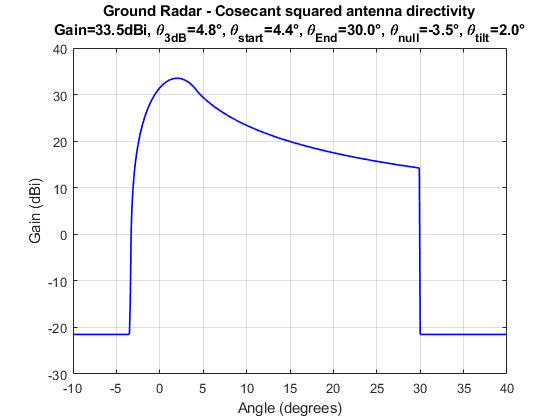 Ground Radar - Cosecant squared antenna directivity
Gain=33.5dBi, θ3dB=4.8°, θstart=4.4°, θEnd=30.0°, θnull=-3.5°, θtilt=2.0°
40
30
20
10
0
-10
-20
-30
Gain (dBi)
-10 -5 0 5 10 15 20 25 30 35 40
Angle (degrees)